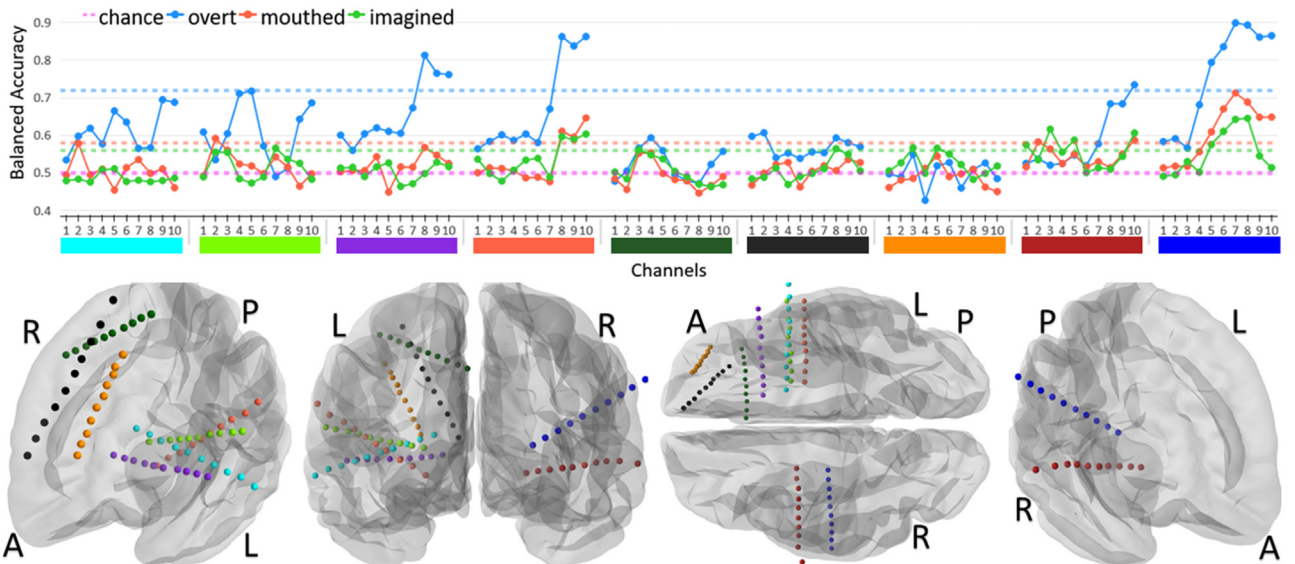 chance overt mouthed imagined
Balanced Accuracy
0.9
0.8
0.7
0.6
0.5
0.4
1 2 3 4 5 6 7 8 9 10 1 2 3 4 5 6 7 8 9 10 1 2 3 4 5 6 7 8 9 10 1 2 3 4 5 6 7 8 9 10 1 2 3 4 5 6 7 8 9 10 1 2 3 4 5 6 7 8 9 10 1 2 3 4 5 6 7 8 9 10 1 2 3 4 5 6 7 8 9 10 1 2 3 4 5 6 7 8 9 10
Channels
R P L R A L P P L
A L R R A